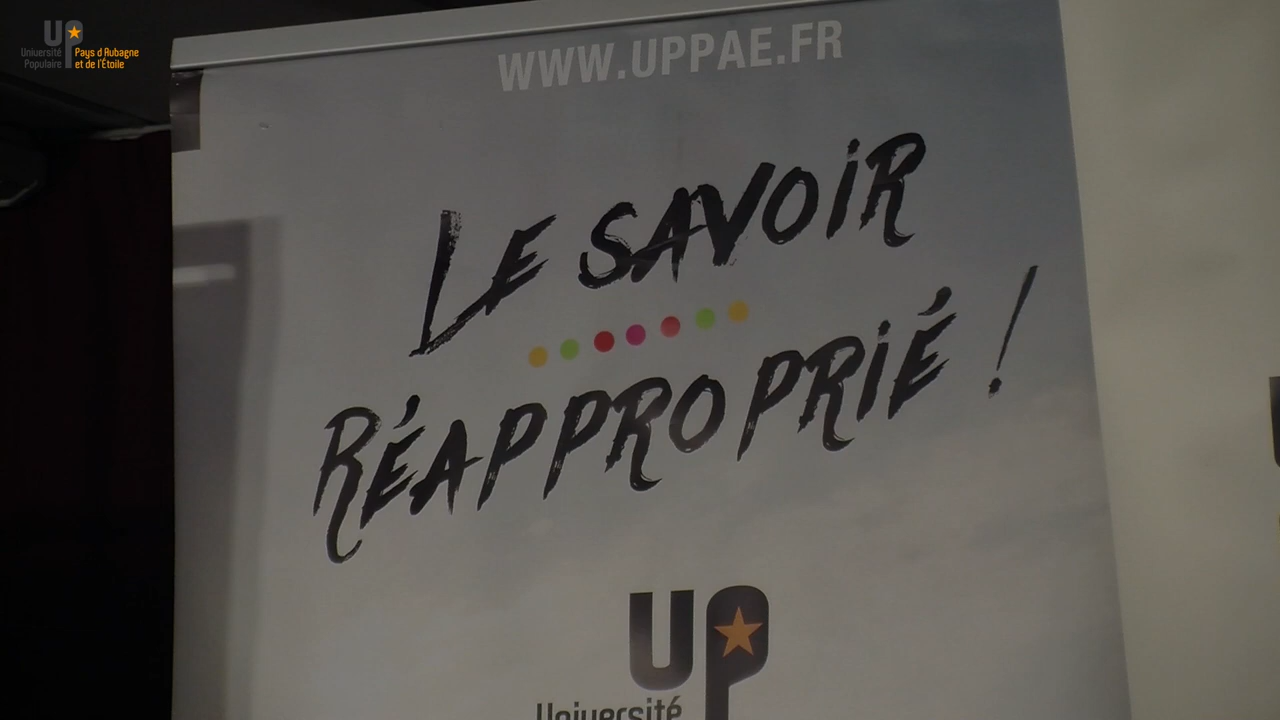 UP
Université Pays d'Aubagne
Populaire et de l'Étoile
WWW.UPPAE.FR
LE SAVOIR
RÉAPPROPRIÉ !
UP
Université